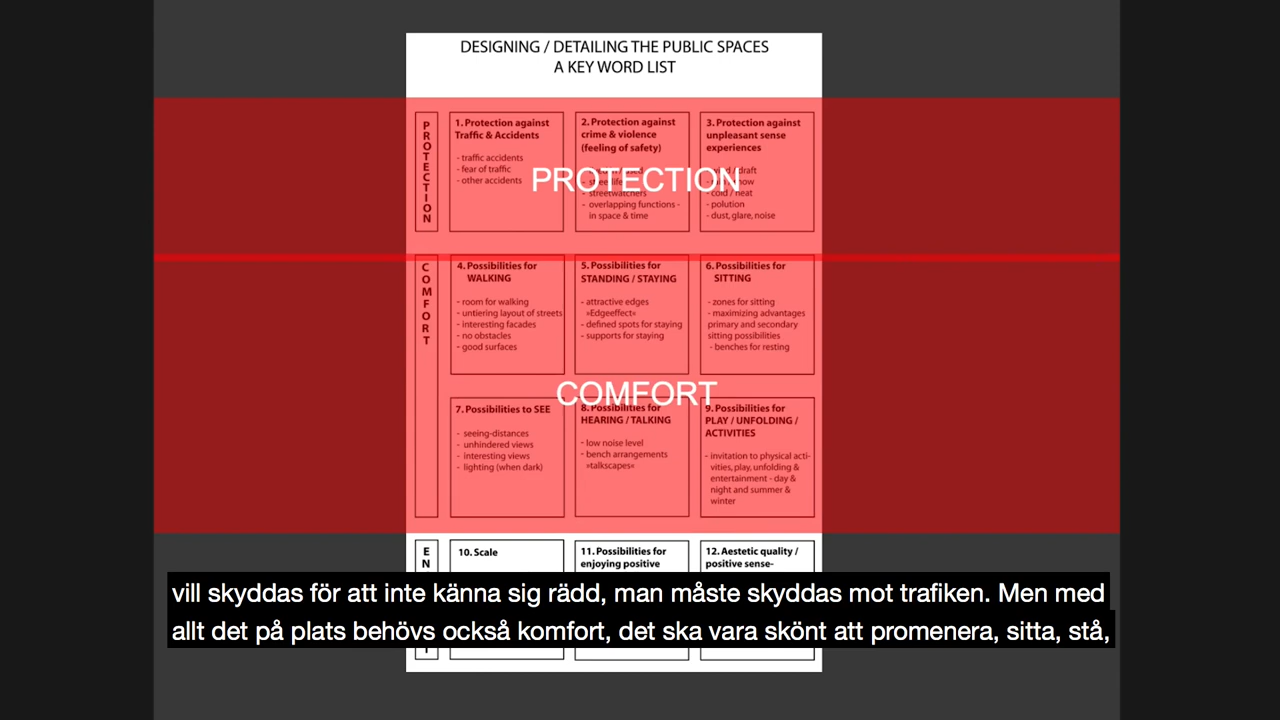 DESIGNING / DETAILING THE PUBLIC SPACES
A KEY WORD LIST
PROTECTION
1. Protection against
Traffic & Accidents
- traffic accidents
- fear of traffic
- other accidents
2. Protection against
crime & violence
(feeling of safety)
- streetlife
- streetwatchers
- overlapping functions -
in space & time
3. Protection against
unpleasant sense
experiences
- wind / draft
- cold / heat
- polution
- dust, glare, noise
PROTECTION
COMFORT
4. Possibilities for
WALKING
- room for walking
- untiering layout of streets
- interesting facades
- no obstacles
- good surfaces
5. Possibilities for
STANDING / STAYING
- attractive edges
»Edgeeffect«
- defined spots for staying
- supports for staying
6. Possibilities for
SITTING
- zones for sitting
- maximizing advantages
primary and secondary
sitting possibilities
- benches for resting
COMFORT
7. Possibilities to SEE
- seeing-distances
- unhindered views
- interesting views
- lighting (when dark)
8. Possibilities for
HEARING / TALKING
- low noise level
- bench arrangements
»talkscapes«
9. Possibilities for
PLAY / UNFOLDING /
ACTIVITIES
- invitation to physical acti-
vities, play, unfolding &
entertainment - day &
night and summer &
winter
EN
10. Scale
11. Possibilities for
enjoying positive
12. Aestetic quality /
positive sense-
vill skyddas för att inte känna sig rädd, man måste skyddas mot trafiken. Men med
allt det på plats behövs också komfort, det ska vara skönt att promenera, sitta, stå,